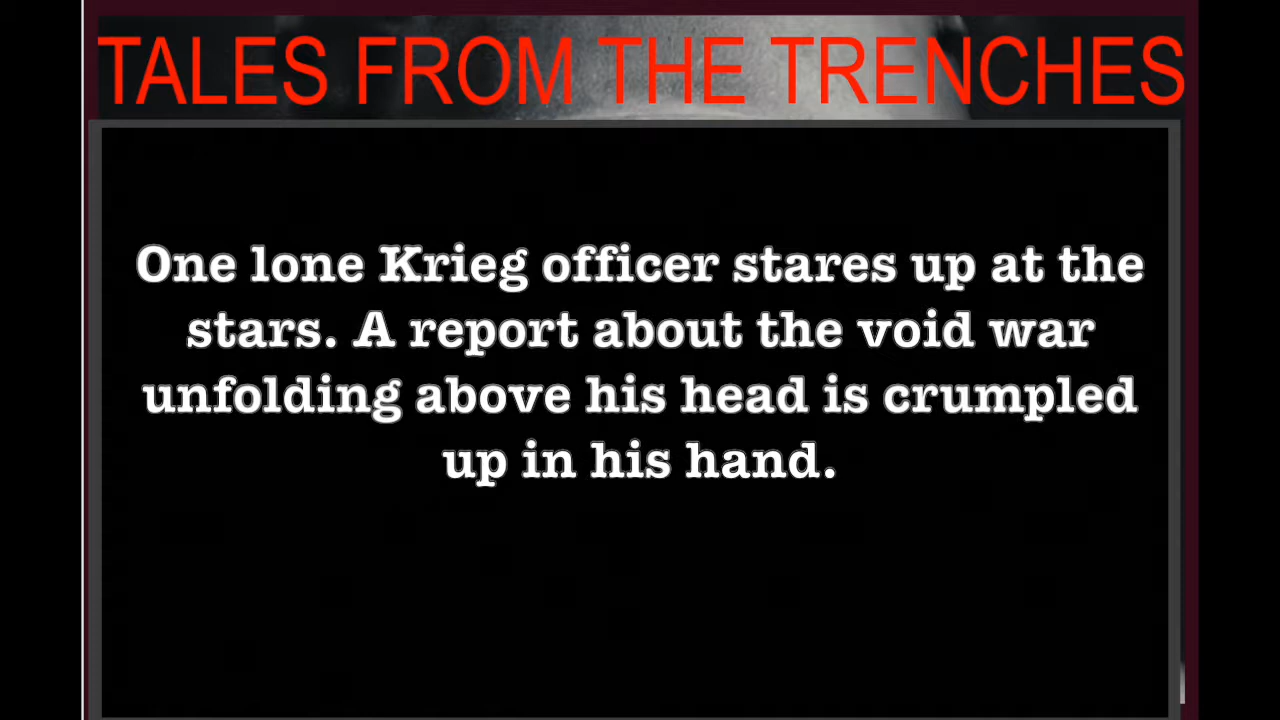 TALES FROM THE TRENCHES
One lone Krieg officer stares up at the
stars. A report about the void war
unfolding above his head is crumpled
up in his hand.